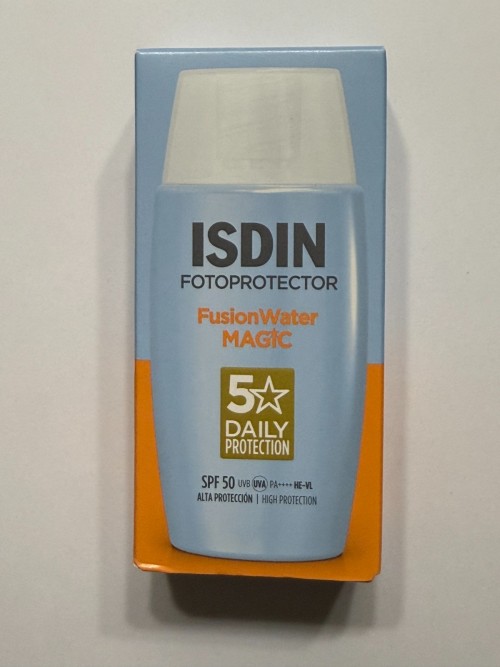 ISDIN
FOTOPROTECTOR
FusionWater
MAGIC
5☆
DAILY
PROTECTION
SPF 50 UVB UVA PA++++ HE-VL
ALTA PROTECCIÓN | HIGH PROTECTION